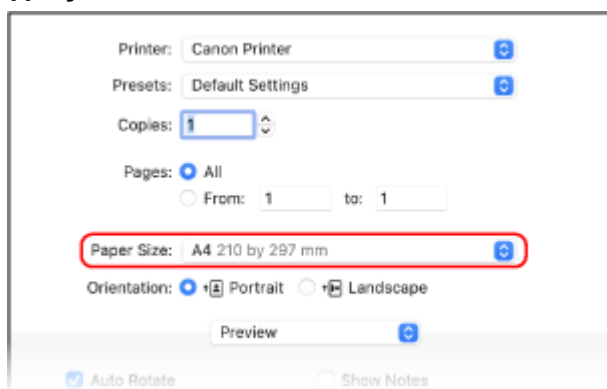 Printer: Canon Printer
Presets: Default Settings
Copies: 1
Pages: All
From: 1 to: 1
Paper Size: A4 210 by 297 mm
Orientation: Portrait Landscape
Preview
Auto Rotate Show Notes